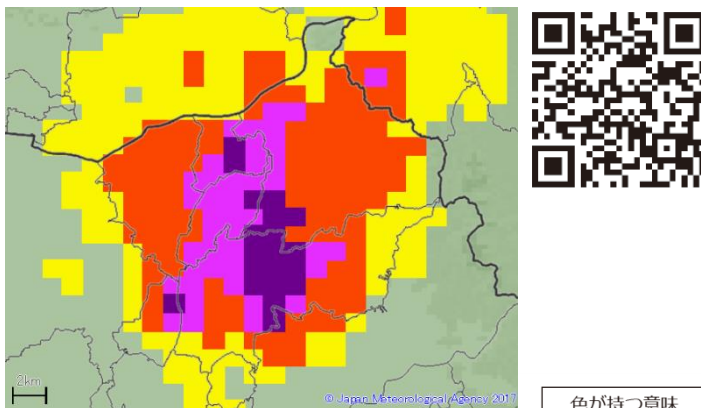 2km
© Japan Meteorological Agency 2017
色が持つ意味